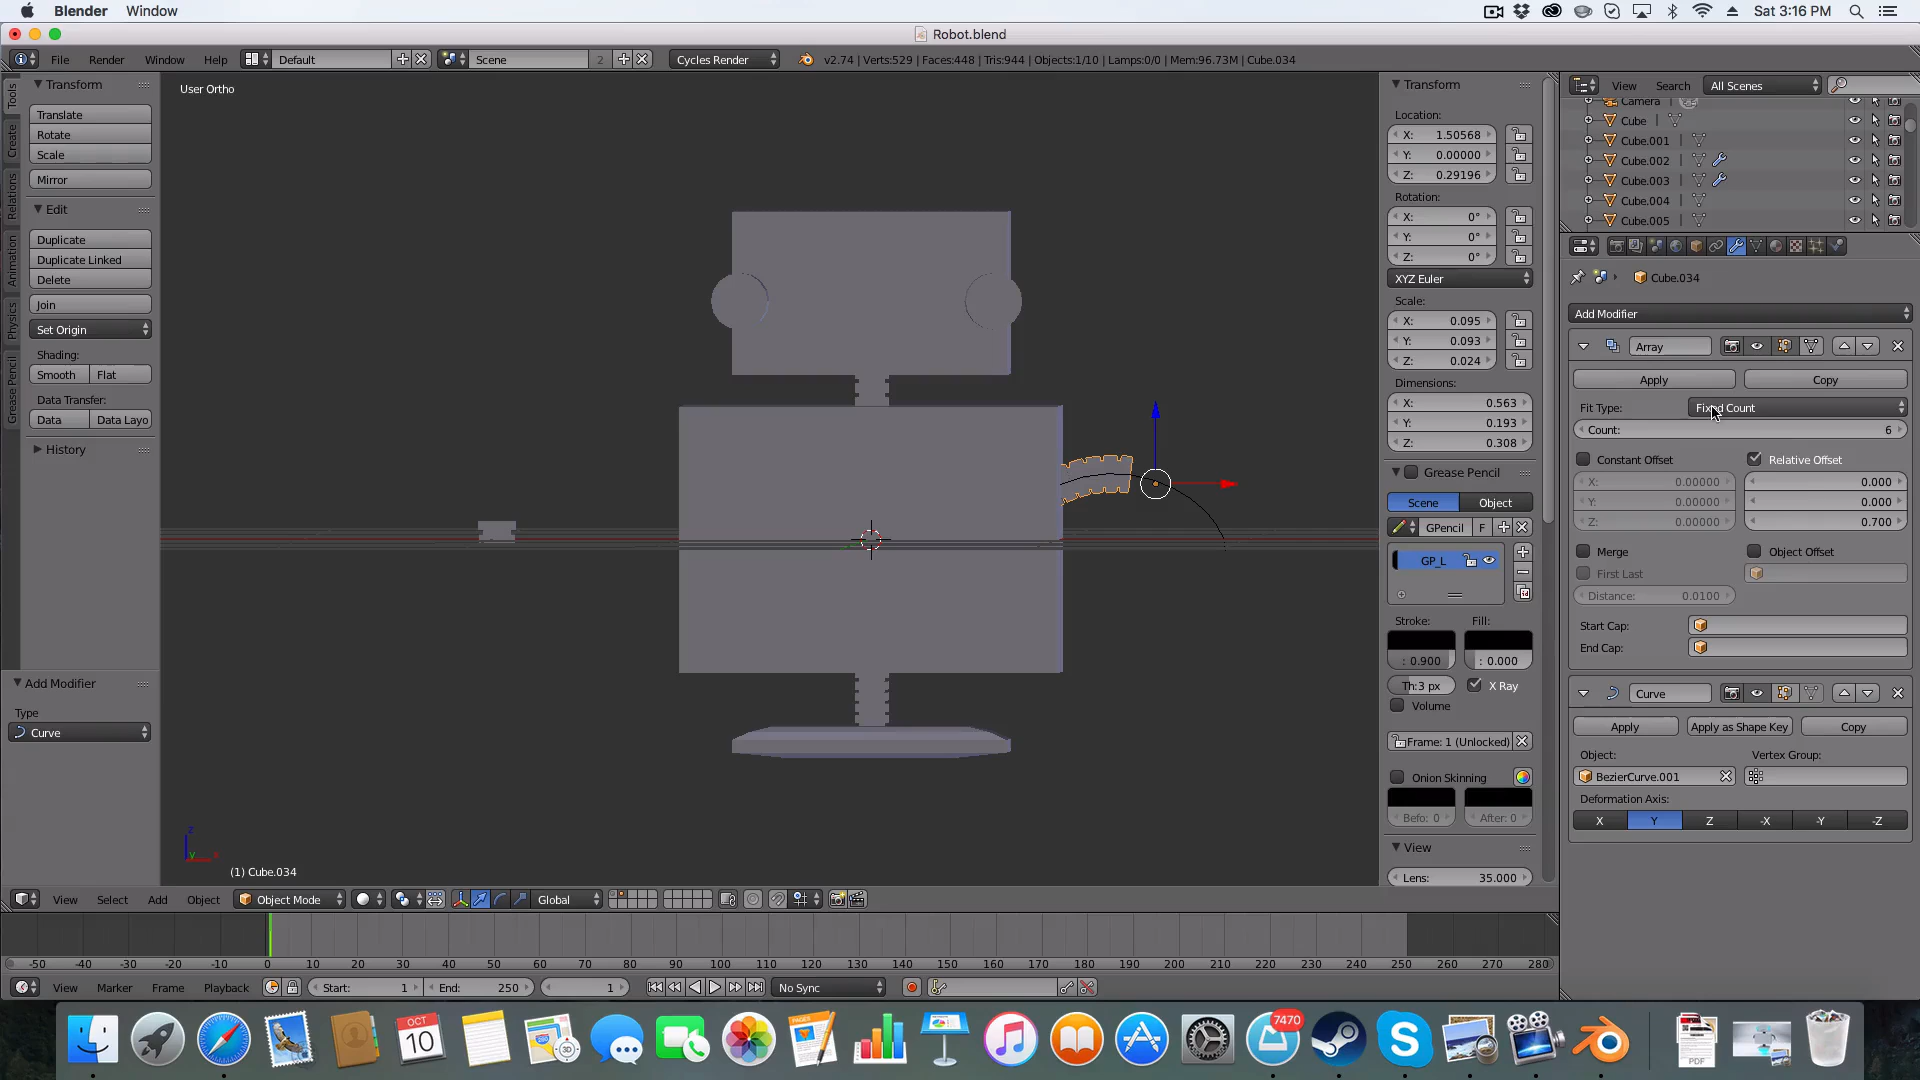 Blender Window Sat 3:16 PM
Robot.blend
File Render Window Help Default Scene 2 Cycles Render v2.74 | Verts:529 | Faces:448 | Tris:944 | Objects:1/10 | Lamps:0/0 | Mem:96.73M | Cube.034
Tools
Create
Relations
Animation
Physics
Grease Pencil
Transform
Translate
Rotate
Scale
Mirror
Edit
Duplicate
Duplicate Linked
Delete
Join
Set Origin
Shading:
Smooth Flat
Data Transfer:
Data Data Layo
History
Add Modifier
Type
Curve
User Ortho
z
y x
(1) Cube.034
Transform
Location:
X: 1.50568
Y: 0.00000
Z: 0.29196
Rotation:
X: 0°
Y: 0°
Z: 0°
XYZ Euler
Scale:
X: 0.095
Y: 0.093
Z: 0.024
Dimensions:
X: 0.563
Y: 0.193
Z: 0.308
Grease Pencil
Scene Object
GPencil F
GP_L
Stroke: Fill:
: 0.900 : 0.000
Th:3 px X Ray
Volume
Frame: 1 (Unlocked)
Onion Skinning
Befo: 0 After: 0
View
Lens: 35.000
View Search All Scenes
Camera
Cube
Cube.001
Cube.002
Cube.003
Cube.004
Cube.005
Cube.034
Add Modifier
Array
Apply Copy
Fit Type: Fixed Count
Count: 6
Constant Offset Relative Offset
X: 0.00000 0.000
Y: 0.00000 0.000
Z: 0.00000 0.700
Merge Object Offset
First Last
Distance: 0.0100
Start Cap:
End Cap:
Curve
Apply Apply as Shape Key Copy
Object: Vertex Group:
BezierCurve.001
Deformation Axis:
X Y Z -X -Y -Z
View Select Add Object Object Mode Global
-50 -40 -30 -20 -10 0 10 20 30 40 50 60 70 80 90 100 110 120 130 140 150 160 170 180 190 200 210 220 230 240 250 260 270 280
View Marker Frame Playback Start: 1 End: 250 1 No Sync
OCT
10
PAGES
7470
PDF